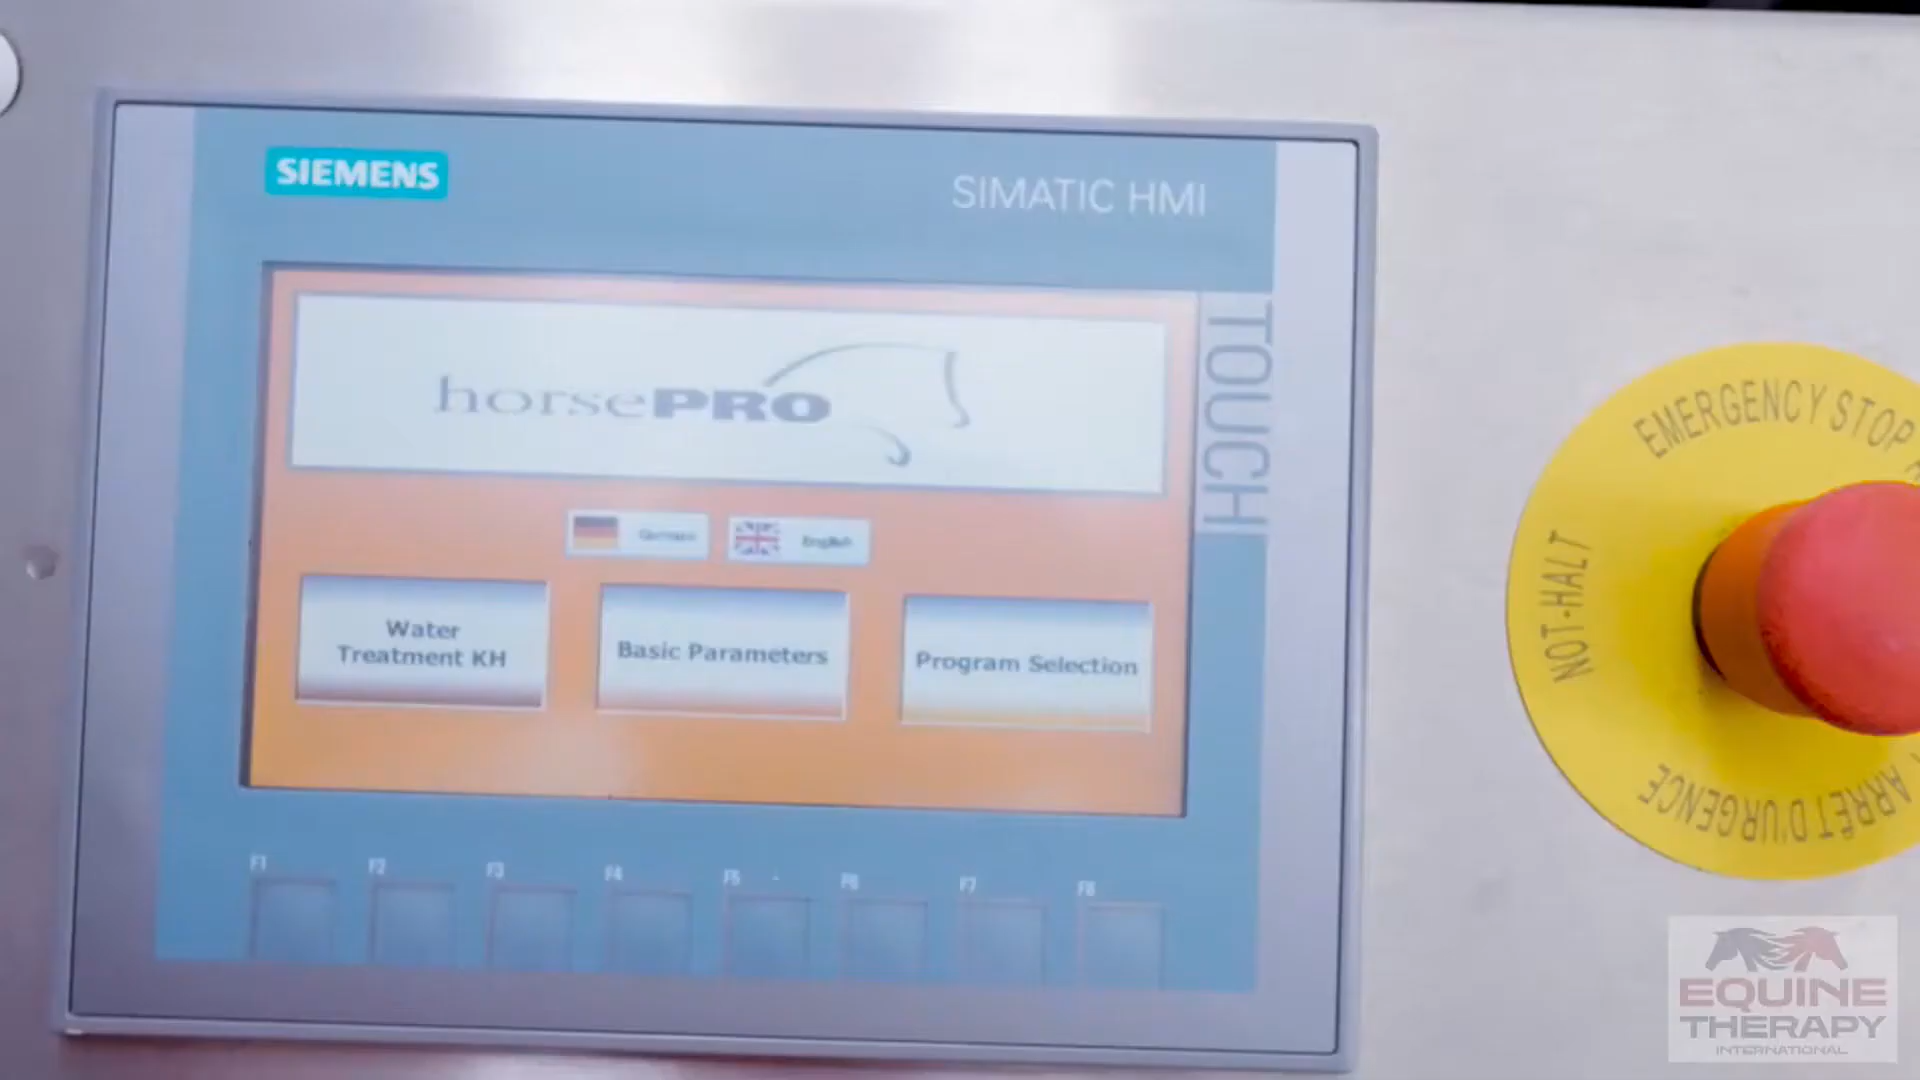 SIEMENS
SIMATIC HMI
TOUCH
horsePRO
German
English
Water
Treatment KH
Basic Parameters
Program Selection
F1 F2 F3 F4 F5 F6 F7 F8
EMERGENCY STOP
NOT-HALT
ARRÊT D'URGENCE
EQUINE
THERAPY
INTERNATIONAL